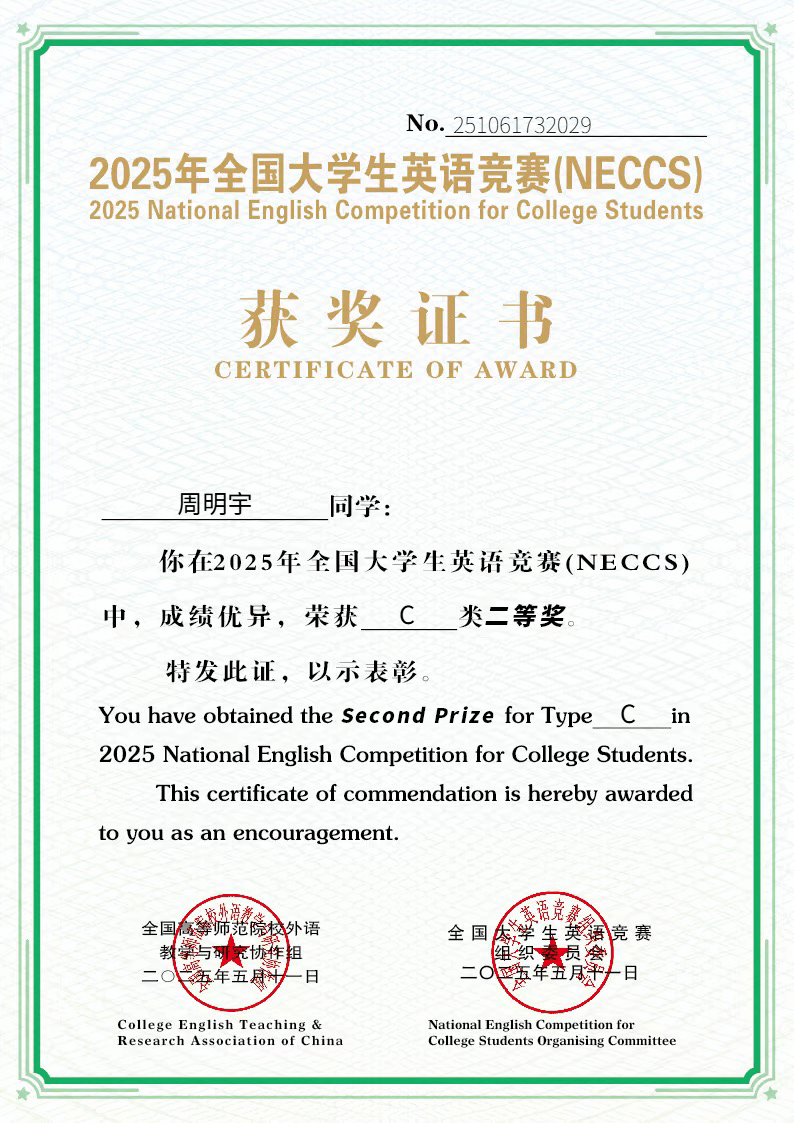 No. 251061732029
2025年全国大学生英语竞赛(NECCS)
2025 National English Competition for College Students
获奖证书
CERTIFICATE OF AWARD
周明宇同学：
你在2025年全国大学生英语竞赛(NECCS)
中，成绩优异，荣获 C 类二等奖。
特发此证，以示表彰。
You have obtained the Second Prize for Type C in
2025 National English Competition for College Students.
This certificate of commendation is hereby awarded
to you as an encouragement.
全国高等师范院校外语
教学与研究协作组
二〇二五年五月十一日
College English Teaching &
Research Association of China
全国大学生英语竞赛
组织委员会
二〇二五年五月十一日
National English Competition for
College Students Organising Committee